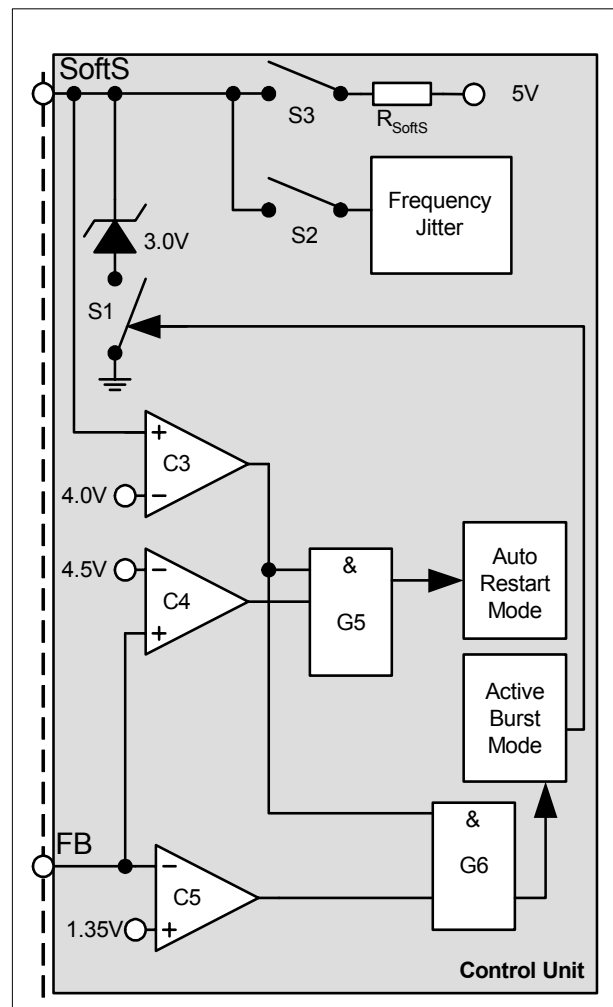 SoftS
5V
S3
R_SoftS
Frequency
Jitter
S2
3.0V
S1
+
C3
−
4.0V
4.5V
−
C4
+
&
G5
Auto
Restart
Mode
Active
Burst
Mode
&
G6
FB
−
C5
+
1.35V
Control Unit